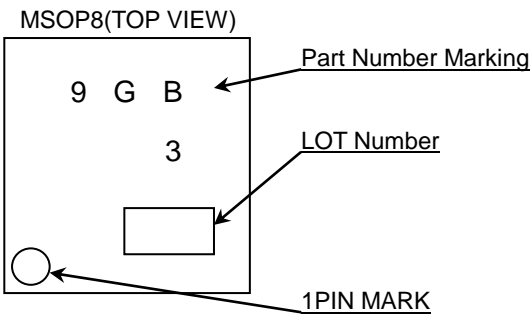 MSOP8(TOP VIEW)
Part Number Marking
9 G B
3
LOT Number
1PIN MARK